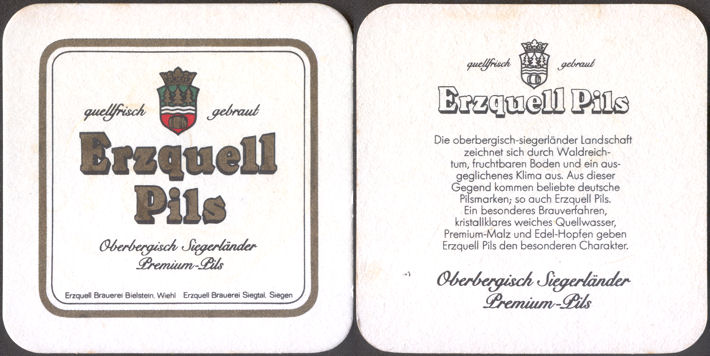 quellfrisch gebraut
Erzquell
Pils
Oberbergisch Siegerländer
Premium-Pils
Erzquell Brauerei Bielstein, Wiehl Erzquell Brauerei Siegtal, Siegen
quellfrisch gebraut
Erzquell Pils
Die oberbergisch-siegerländer Landschaft
zeichnet sich durch Waldreich-
tum, fruchtbaren Boden und ein aus-
geglichenes Klima aus. Aus dieser
Gegend kommen beliebte deutsche
Pilsmarken; so auch Erzquell Pils.
Ein besonderes Brauverfahren,
kristallklares weiches Quellwasser,
Premium-Malz und Edel-Hopfen geben
Erzquell Pils den besonderen Charakter.
Oberbergisch Siegerländer
Premium-Pils